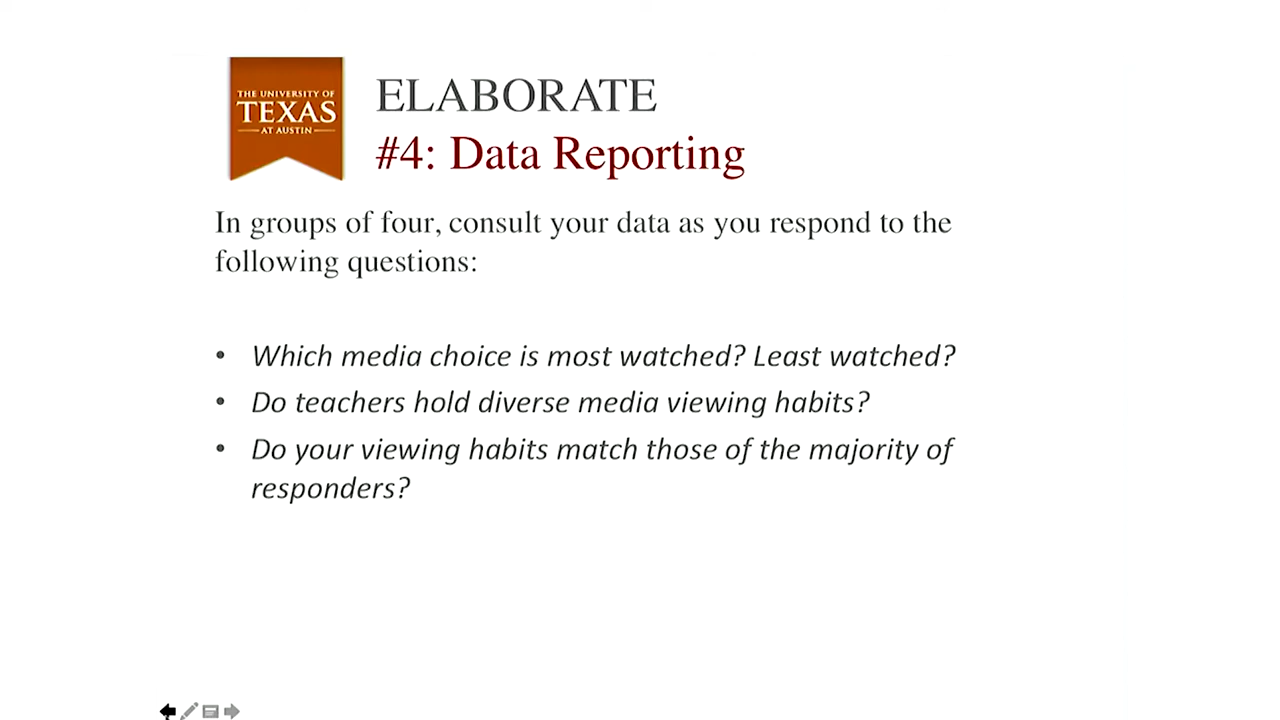 THE UNIVERSITY OF
TEXAS
AT AUSTIN
ELABORATE
#4: Data Reporting
In groups of four, consult your data as you respond to the
following questions:
• Which media choice is most watched? Least watched?
• Do teachers hold diverse media viewing habits?
• Do your viewing habits match those of the majority of
responders?